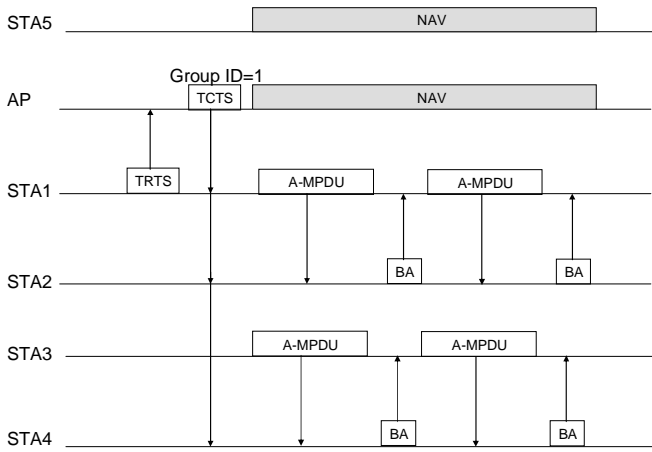 STA5
NAV
Group ID=1
AP
TCTS
NAV
TRTS
STA1
A-MPDU
A-MPDU
BA
BA
STA2
STA3
A-MPDU
A-MPDU
BA
BA
STA4